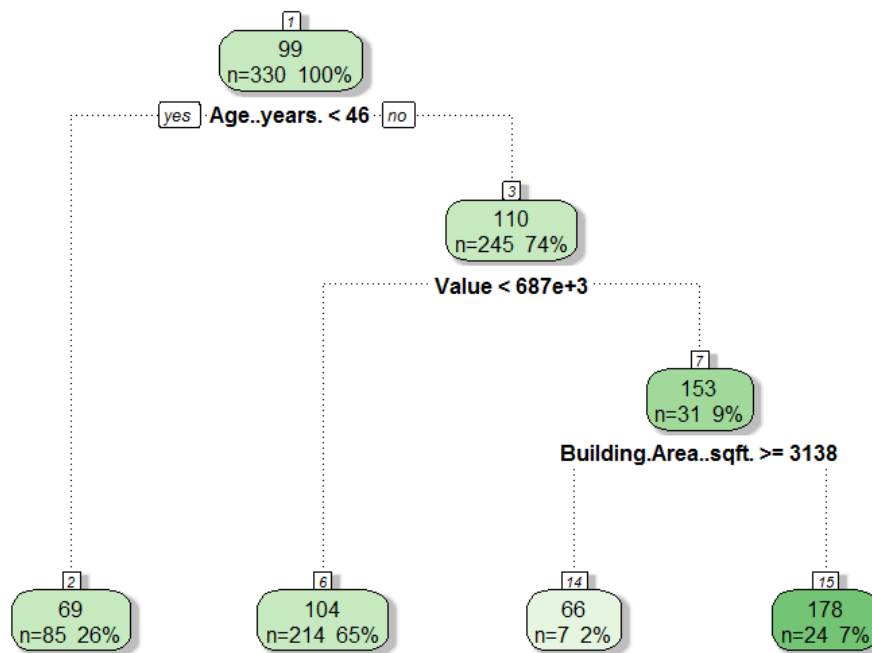 1
99
n=330 100%
yes Age..years. < 46 no
3
110
n=245 74%
Value < 687e+3
7
153
n=31 9%
Building.Area..sqft. >= 3138
2
69
n=85 26%
6
104
n=214 65%
14
66
n=7 2%
15
178
n=24 7%